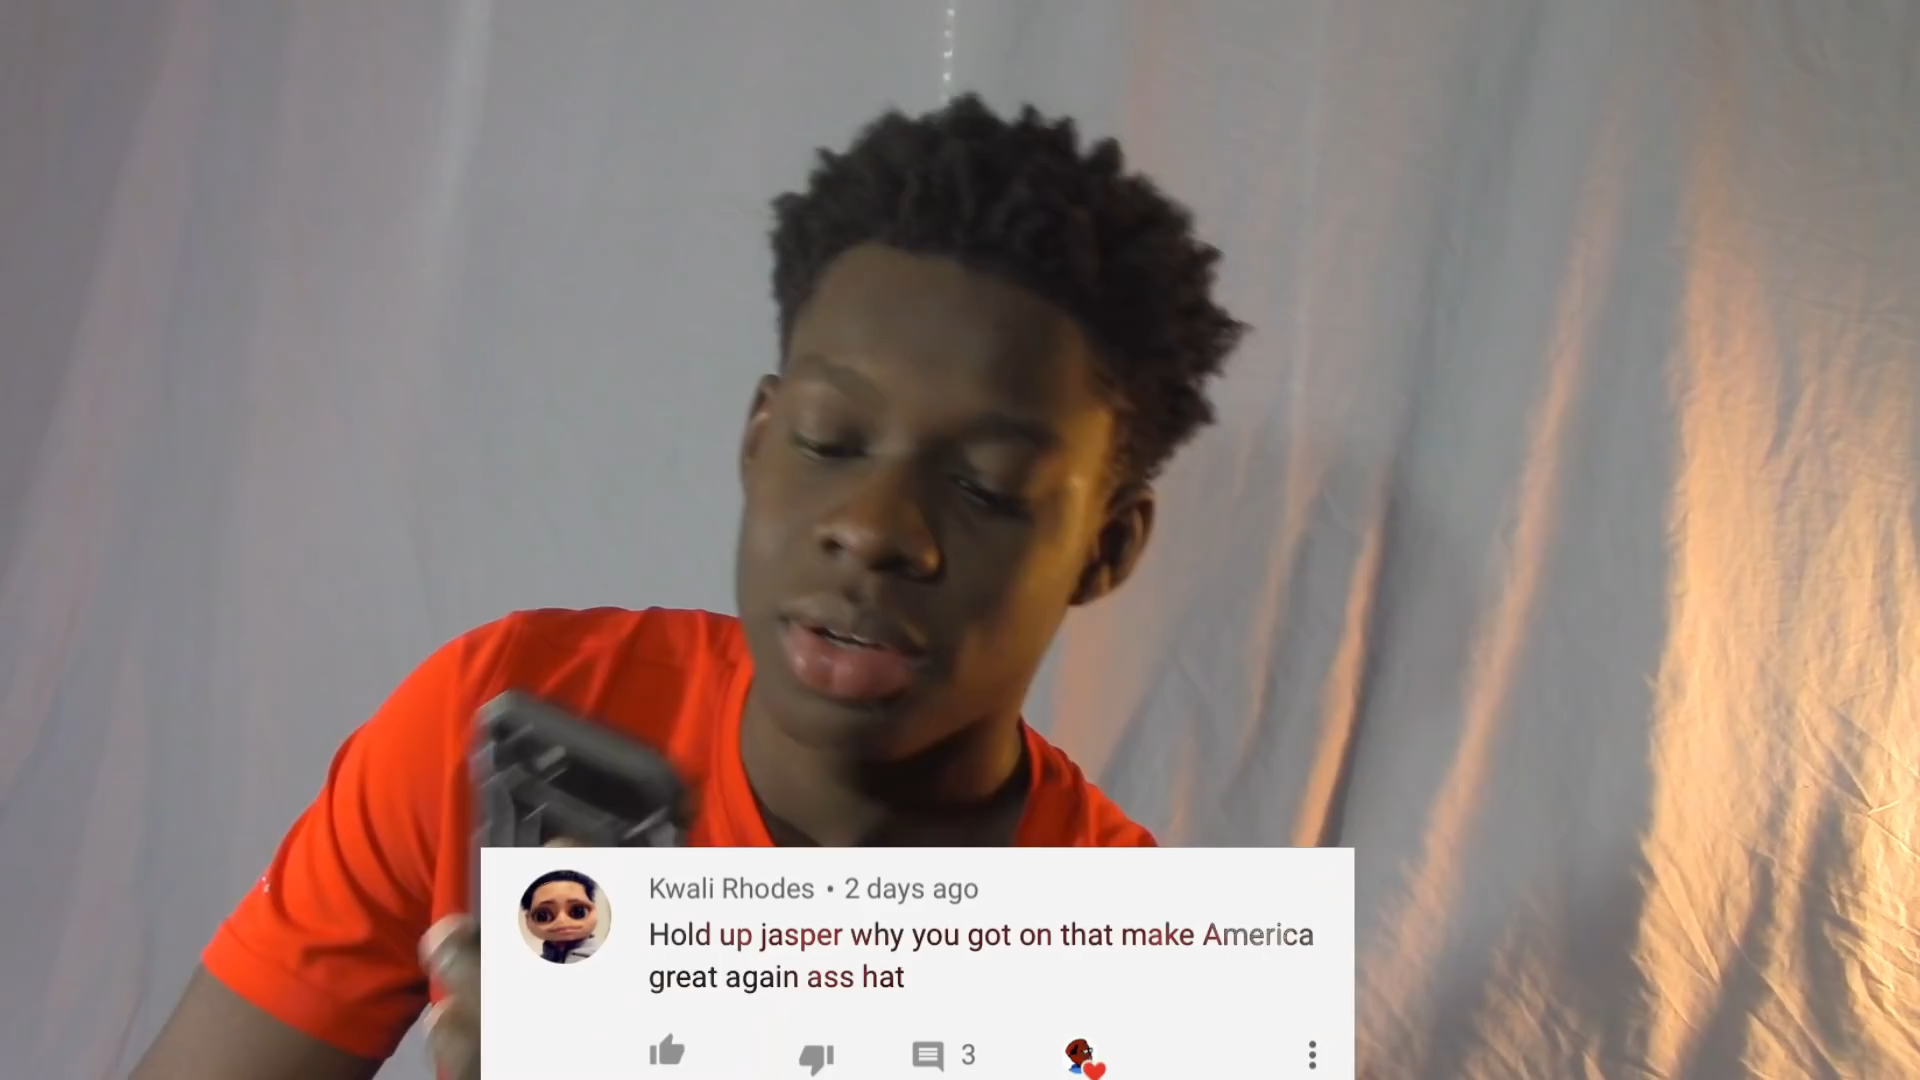 Kwali Rhodes • 2 days ago
Hold up jasper why you got on that make America
great again ass hat
3